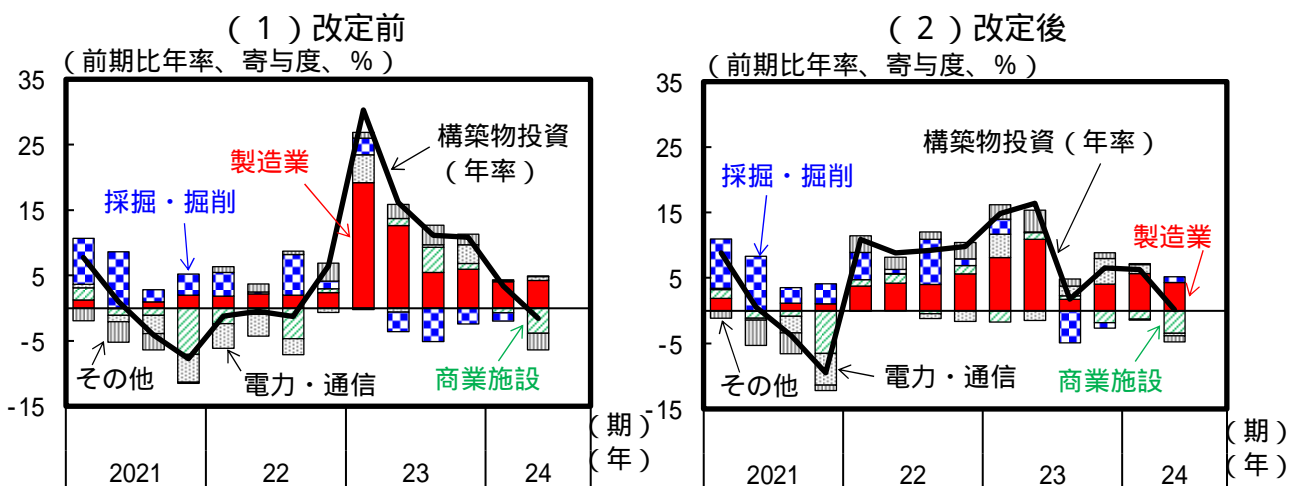 （１）改定前
（前期比年率、寄与度、％）
35
25
15
5
-5
-15
構築物投資
（年率）
製造業
採掘・掘削
その他
電力・通信
商業施設
（期）
（年）
2021
22
23
24
（２）改定後
（前期比年率、寄与度、％）
35
25
15
5
-5
-15
構築物投資（年率）
採掘・掘削
製造業
その他
電力・通信
商業施設
（期）
（年）
2021
22
23
24